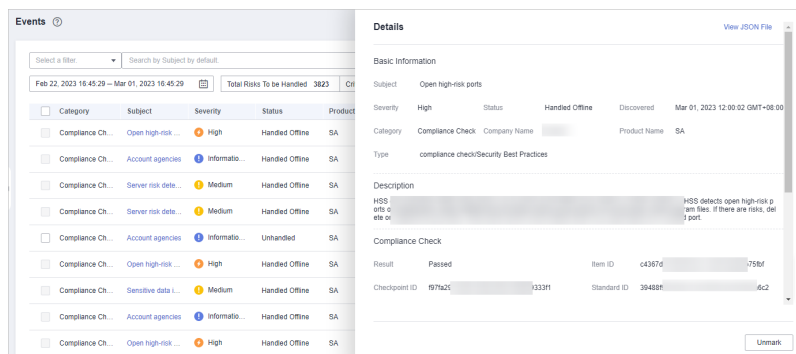 Events
Select a filter.
Search by Subject by default.
Feb 22, 2023 16:45:29 – Mar 01, 2023 16:45:29
Total Risks to be Handled 3823
Cri
Category Subject Severity Status Product
Compliance Ch... Open high-risk ... High Handled Offline SA
Compliance Ch... Account agencies Informatio... Handled Offline SA
Compliance Ch... Server risk dete... Medium Handled Offline SA
Compliance Ch... Server risk dete... Medium Handled Offline SA
Compliance Ch... Account agencies Informatio... Unhandled SA
Compliance Ch... Open high-risk ... High Handled Offline SA
Compliance Ch... Sensitive data i... Medium Handled Offline SA
Compliance Ch... Account agencies Informatio... Handled Offline SA
Compliance Ch... Open high-risk ... High Handled Offline SA
Details
View JSON File
Basic Information
Subject Open high-risk ports
Severity High Status Handled Offline Discovered Mar 01, 2023 12:00:02 GMT+08:00
Category Compliance Check Company Name Product Name SA
Type compliance check/Security Best Practices
Description
HSS HSS detects open high-risk p
orts o ram files. If there are risks, del
ete or port.
Compliance Check
Result Passed Item ID c4367d 75fbf
Checkpoint ID f97fa29 0333f1 Standard ID 39488f 6c2
Unmark